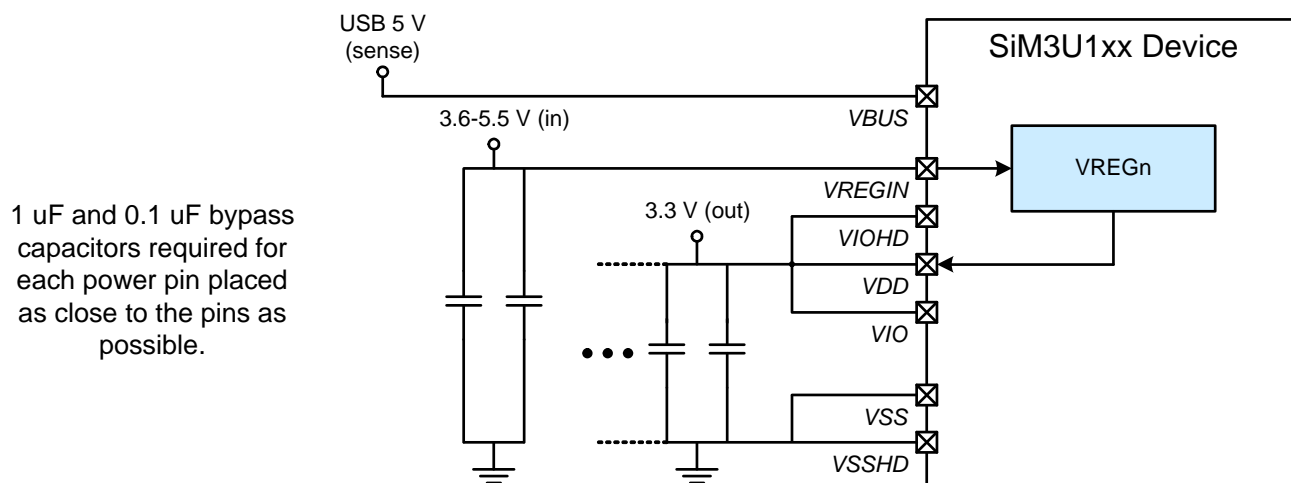 USB 5 V
(sense)
SiM3U1xx Device
VBUS
3.6-5.5 V (in)
VREGn
VREGIN
1 uF and 0.1 uF bypass
capacitors required for
each power pin placed
as close to the pins as
possible.
3.3 V (out)
VIOHD
VDD
VIO
VSS
VSSHD